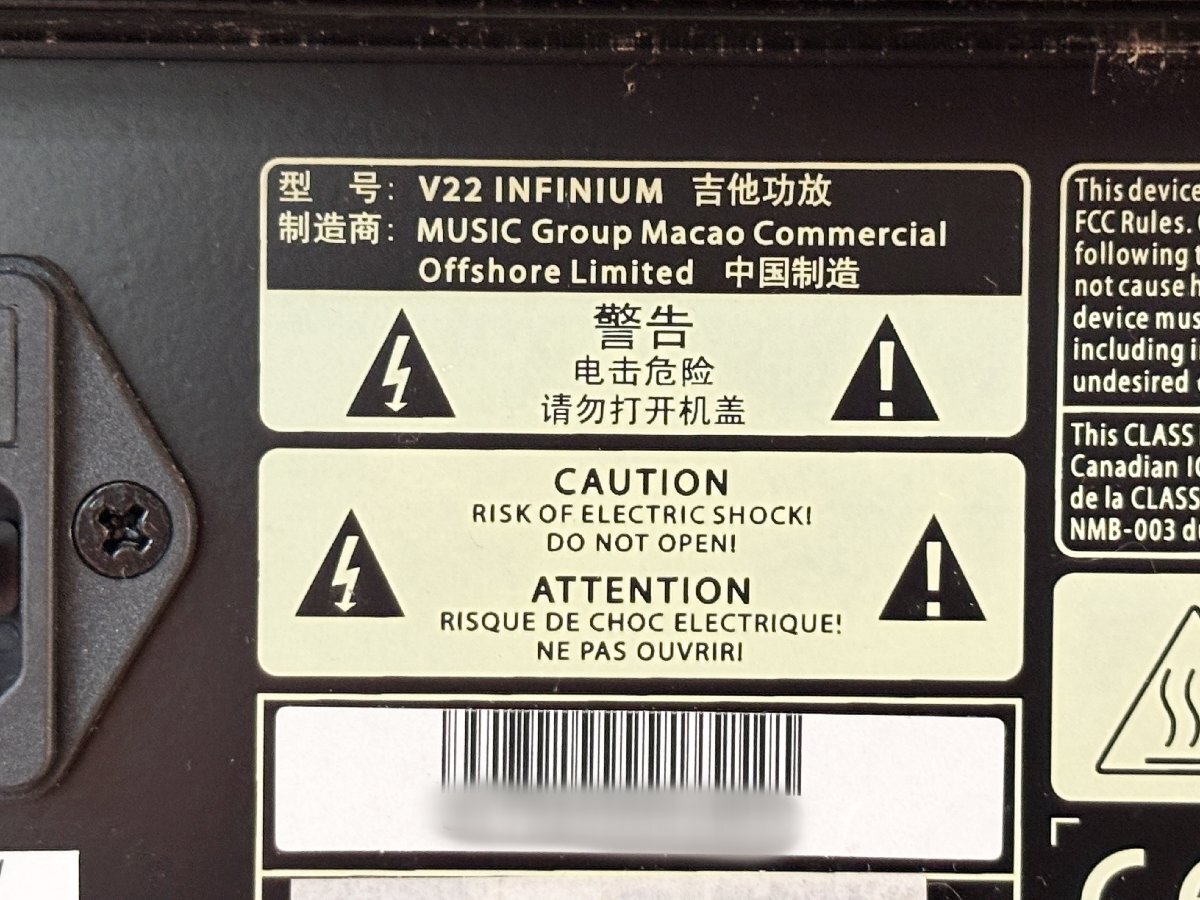 型 号: V22 INFINIUM 吉他功放
制造商: MUSIC Group Macao Commercial
Offshore Limited 中国制造
警告
电击危险
请勿打开机盖
CAUTION
RISK OF ELECTRIC SHOCK!
DO NOT OPEN!
ATTENTION
RISQUE DE CHOC ELECTRIQUE!
NE PAS OUVRIRI
This device
FCC Rules.
following
not cause
device mus
including
undesired
This CLASS
Canadian IC
de la CLASS
NMB-003 du